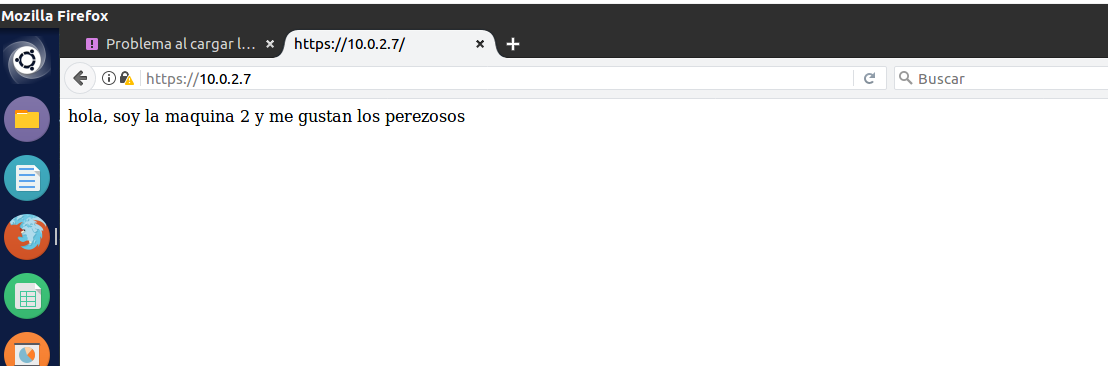 Mozilla Firefox
Problema al cargar l...
https://10.0.2.7/
https://10.0.2.7
Buscar
hola, soy la maquina 2 y me gustan los perezosos